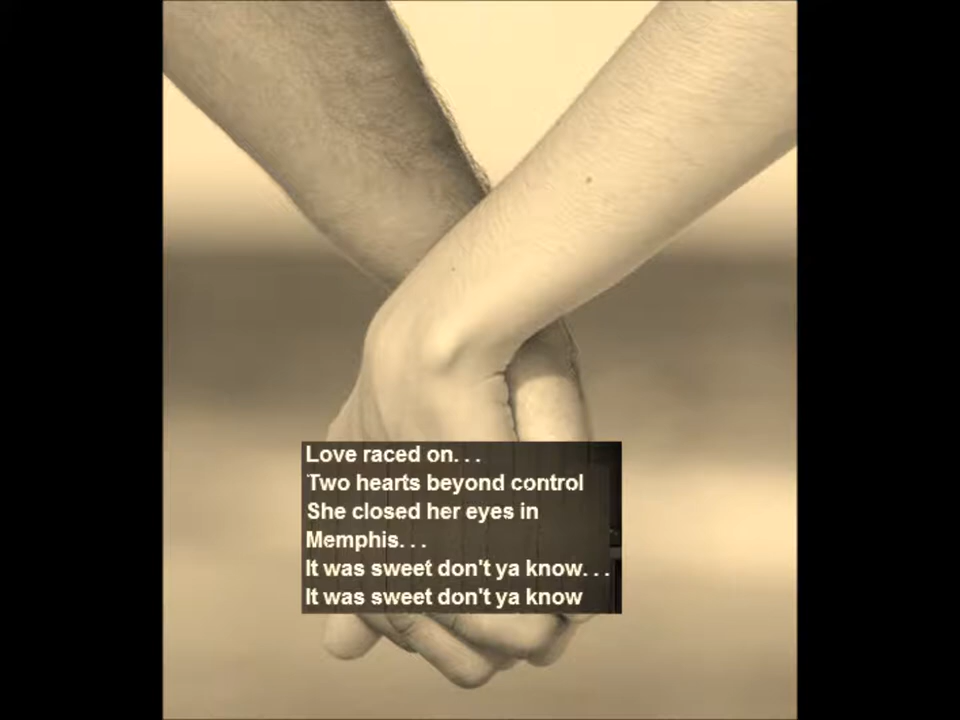 Love raced on. . .
Two hearts beyond control
She closed her eyes in
Memphis. . .
It was sweet don't ya know. . .
It was sweet don't ya know